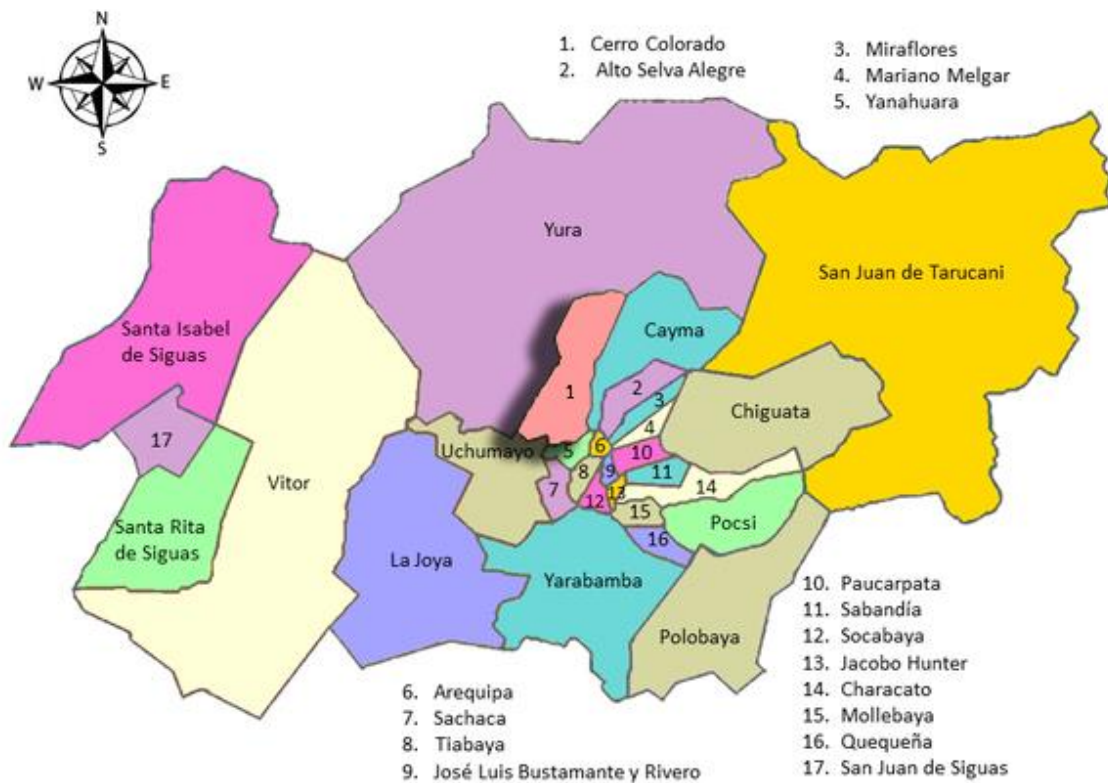 N
W E
S
1. Cerro Colorado
2. Alto Selva Alegre
3. Miraflores
4. Mariano Melgar
5. Yanahuara
Yura
San Juan de Tarucani
Santa Isabel
de Siguas
Cayma
1
2
3
4
Chiguata
17
Uchumayo
5
6
10
Vitor
8
9
11
7
12
13
14
15
Pocsi
Santa Rita
de Siguas
16
La Joya
Yarabamba
Polobaya
6. Arequipa
7. Sachaca
8. Tiabaya
9. José Luis Bustamante y Rivero
10. Paucarpata
11. Sabandía
12. Socabaya
13. Jacobo Hunter
14. Characato
15. Mollebaya
16. Quequeña
17. San Juan de Siguas